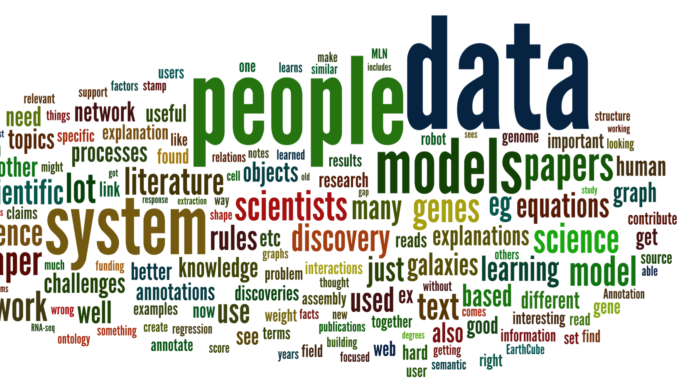 data
people
MLN
make
includes
one
learns
similar
users
factors
stamp
support
relevant
need
things
network
useful
structure
working
topics
specific
explanation
like
relations
notes
learned
results
robot
sees
genome
important
looking
other
might
processes
found
cell
objects
old
research
models
papers
human
got
link
literature
gap
study
graph
lot
response
extraction
way
claims
shape
scientists
many
genes
eg
equations
contribute
system
rules
etc
discovery
reads
explanations
science
get
graphs
others
source
able
much
funding
better
knowledge
problem
interactions
just
galaxies
learning
model
challenges
thought
without
annotations
discoveries
assembly
used
ex
text
based
different
Annotation
gene
wrong
well
examples
now
use
weight
facts
new
comes
interesting
read
RNA-seq
something
create
regression
see
terms
publications
together
degrees
also
good
information
set
find
ontology
annotate
score
building
years
field
focused
web
hard
getting
EarthCube
semantic
right
user